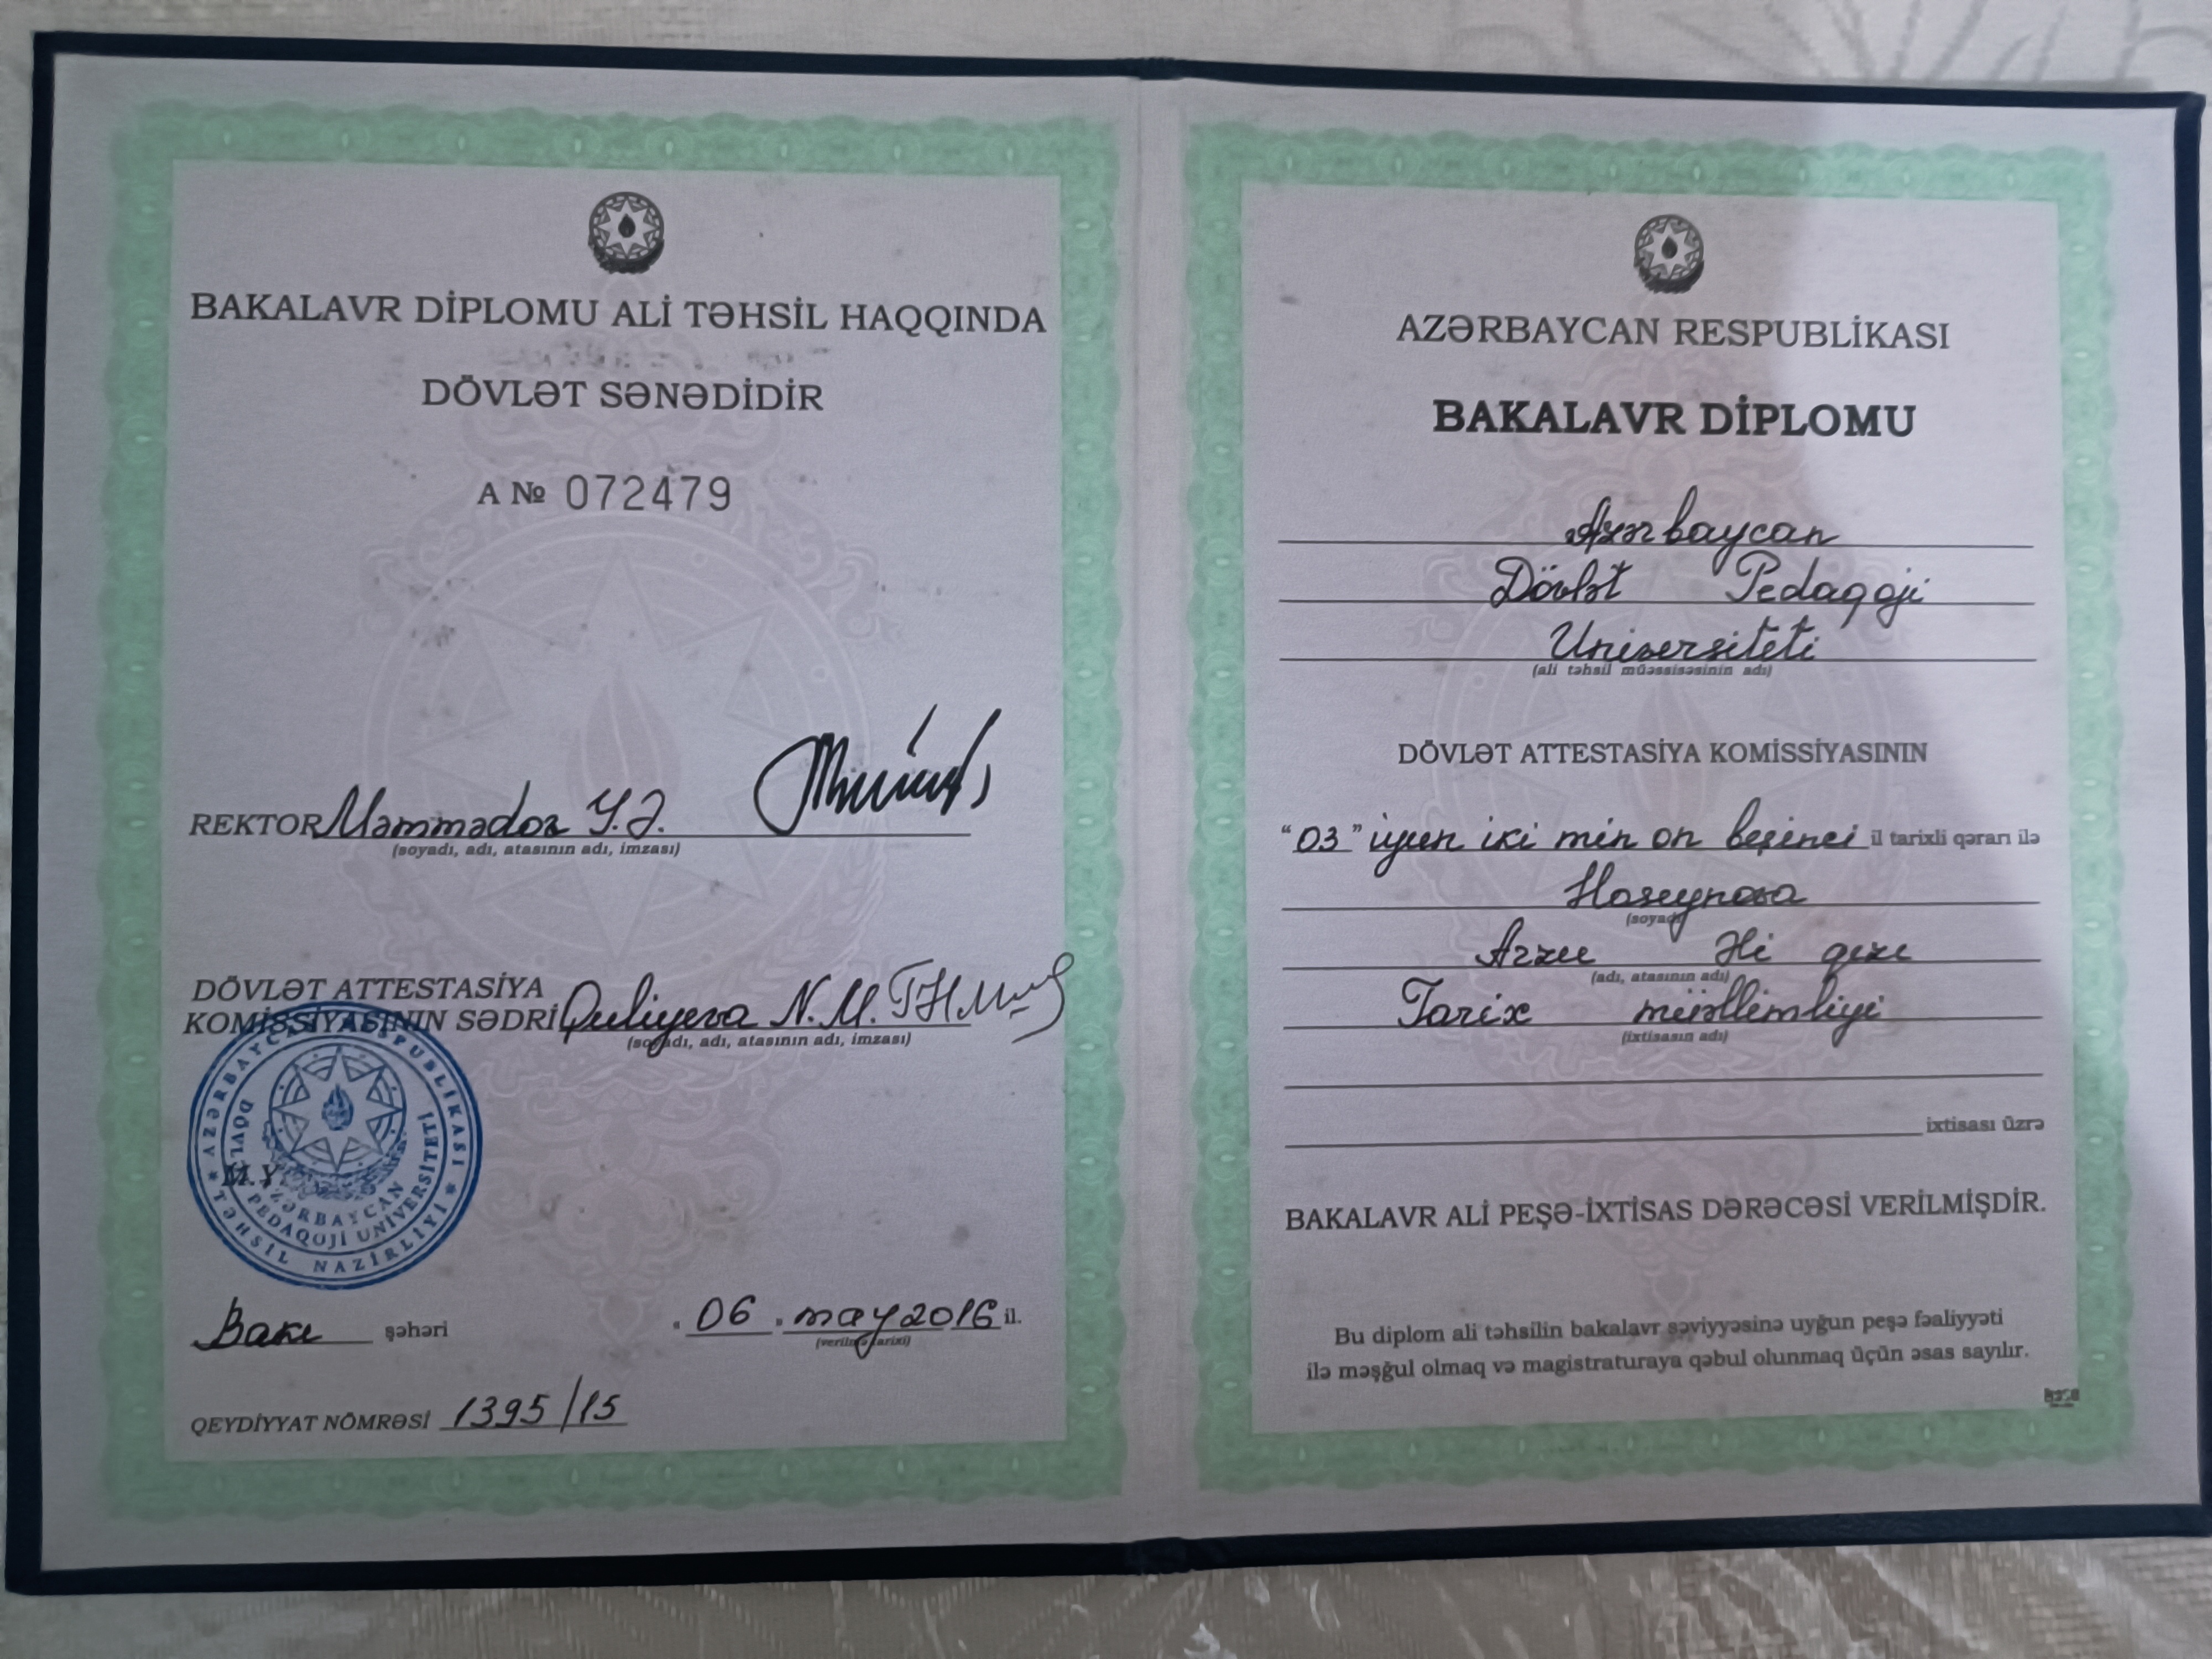 BAKALAVR DİPLOMU ALİ TƏHSİL HAQQINDA
DÖVLƏT SƏNƏDİDİR
A № 072479
REKTOR Məmmədov Y.Ə.
(soyadı, adı, atasının adı, imzası)
DÖVLƏT ATTESTASİYA
KOMİSSİYASININ SƏDRİ Quliyeva N.M.
(soyadı, adı, atasının adı, imzası)
AZƏRBAYCAN RESPUBLİKASI * TƏHSİL NAZİRLİYİ *
AZƏRBAYCAN DÖVLƏT PEDAQOJİ UNİVERSİTETİ
M.Y.
Bakı şəhəri
"06" may 2016 il.
(verilmə tarixi)
QEYDİYYAT NÖMRƏSİ 1395/15
AZƏRBAYCAN RESPUBLİKASI
BAKALAVR DİPLOMU
Azərbaycan
Dövlət Pedaqoji
Universiteti
(ali təhsil müəssisəsinin adı)
DÖVLƏT ATTESTASİYA KOMİSSİYASININ
"03" iyun iki min on beşinci il tarixli qərarı ilə
Həseynova
(soyadı)
Arzu Əli qızı
(adı, atasının adı)
Tarix müəllimliyi
(ixtisasın adı)
ixtisası üzrə
BAKALAVR ALİ PEŞƏ-İXTİSAS DƏRƏCƏSİ VERİLMİŞDİR.
Bu diplom ali təhsilin bakalavr səviyyəsinə uyğun peşə fəaliyyəti
ilə məşğul olmaq və magistraturaya qəbul olunmaq üçün əsas sayılır.